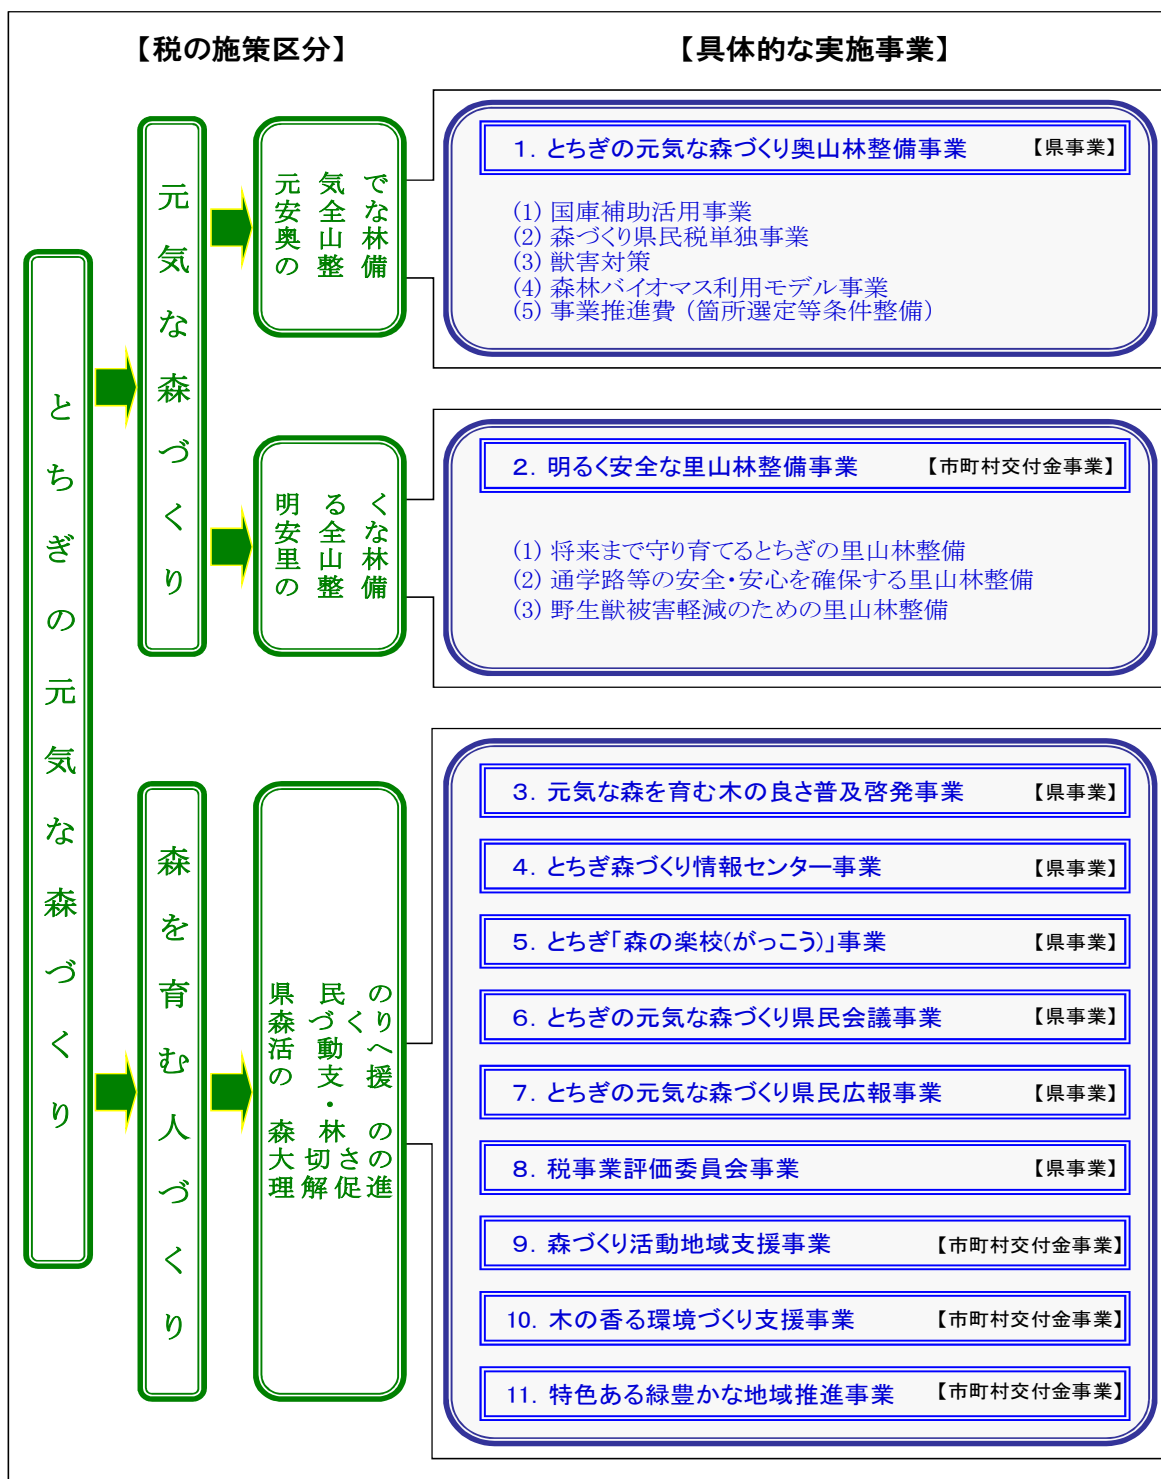 【税の施策区分】
【具体的な実施事業】
とちぎの元気な森づくり
元気な森づくり
元気で
安全な
奥山林
の整備
1. とちぎの元気な森づくり奥山林整備事業 【県事業】
(1) 国庫補助活用事業
(2) 森づくり県民税単独事業
(3) 獣害対策
(4) 森林バイオマス利用モデル事業
(5) 事業推進費（箇所選定等条件整備）
明るく
安全な
里山林
の整備
2. 明るく安全な里山林整備事業 【市町村交付金事業】
(1) 将来まで守り育てるとちぎの里山林整備
(2) 通学路等の安全・安心を確保する里山林整備
(3) 野生獣被害軽減のための里山林整備
森を育む人づくり
県民の
森づくり
活動へ
の支援
・
森林の
大切さの
理解促進
3. 元気な森を育む木の良さ普及啓発事業 【県事業】
4. とちぎ森づくり情報センター事業 【県事業】
5. とちぎ「森の楽校(がっこう)」事業 【県事業】
6. とちぎの元気な森づくり県民会議事業 【県事業】
7. とちぎの元気な森づくり県民広報事業 【県事業】
8. 税事業評価委員会事業 【県事業】
9. 森づくり活動地域支援事業 【市町村交付金事業】
10. 木の香る環境づくり支援事業 【市町村交付金事業】
11. 特色ある緑豊かな地域推進事業 【市町村交付金事業】